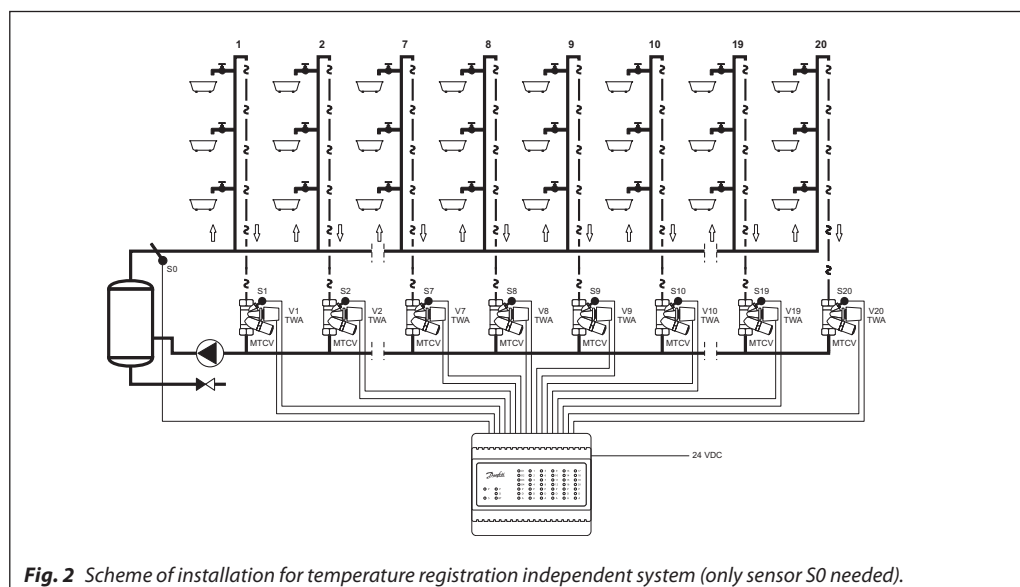 1 2 7 8 9 10 19 20
S0
S1 S2 S7 S8 S9 S10 S19 S20
V1 V2 V7 V8 V9 V10 V19 V20
TWA TWA TWA TWA TWA TWA TWA TWA
MTCV MTCV MTCV MTCV MTCV MTCV MTCV MTCV
24 VDC
Danfoss
Fig. 2 Scheme of installation for temperature registration independent system (only sensor S0 needed).